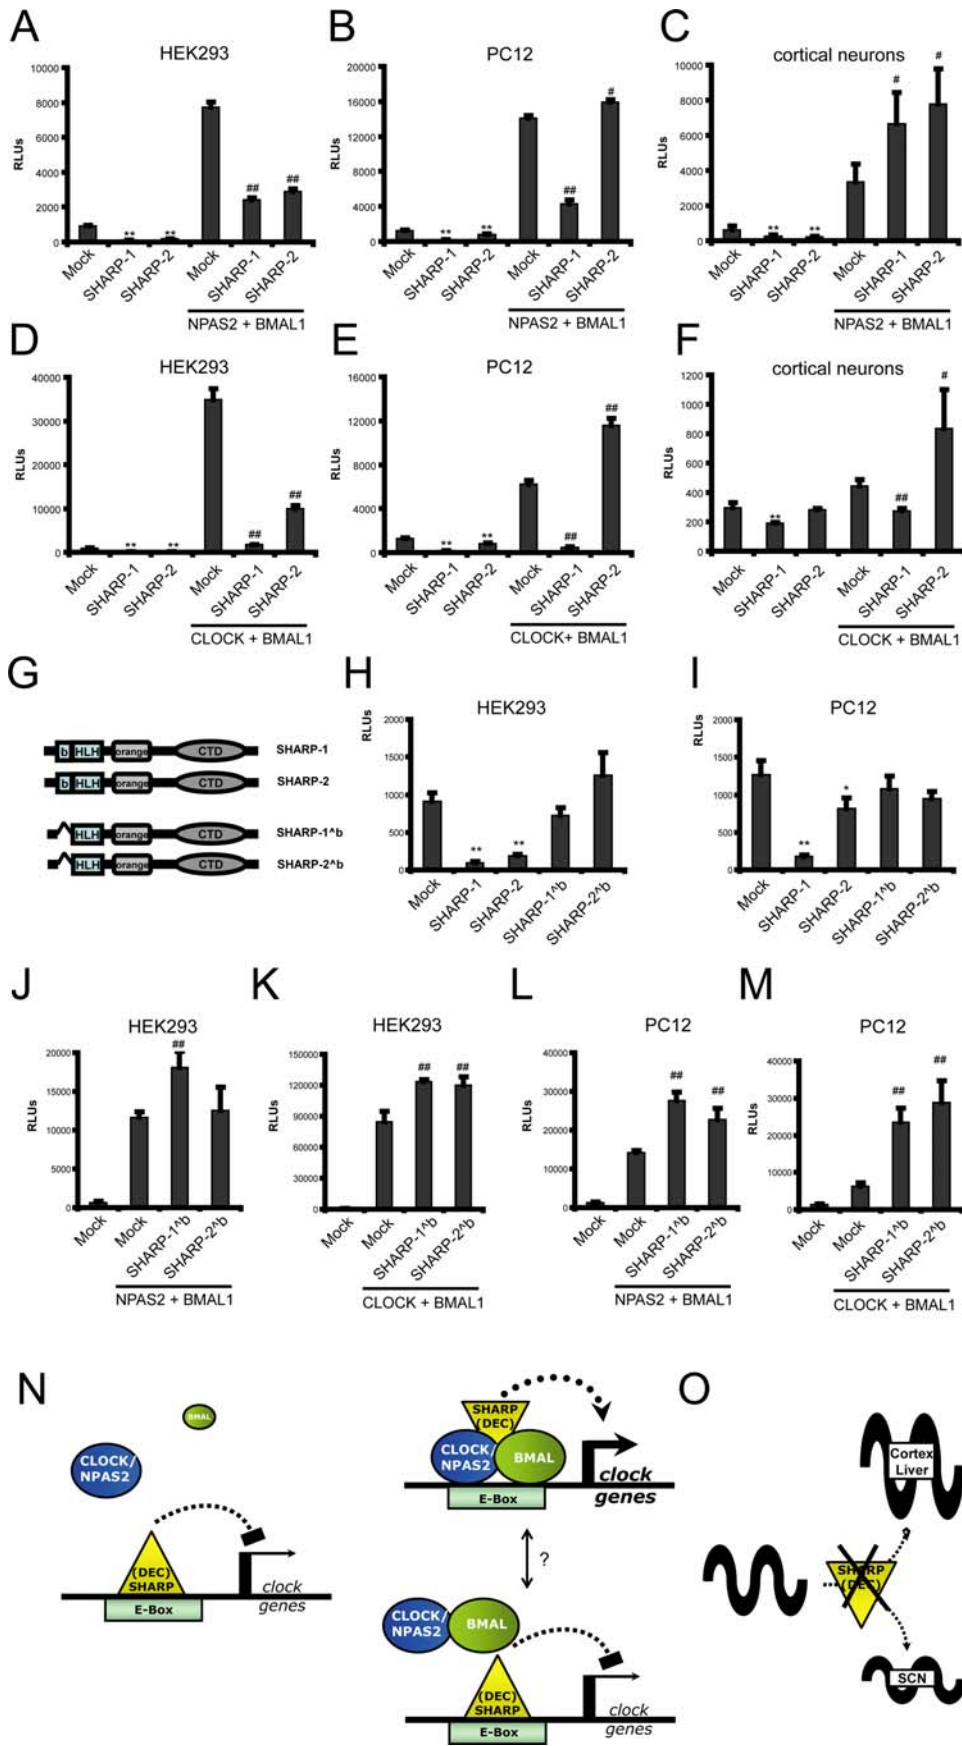 A
HEK293
RLUs
10000
8000
6000
4000
2000
0
** ** ## ##
Mock SHARP-1 SHARP-2 Mock SHARP-1 SHARP-2
NPAS2 + BMAL1
B
PC12
RLUs
20000
16000
12000
8000
4000
0
** ** ## #
Mock SHARP-1 SHARP-2 Mock SHARP-1 SHARP-2
NPAS2 + BMAL1
C
cortical neurons
RLUs
10000
8000
6000
4000
2000
0
** ** # #
Mock SHARP-1 SHARP-2 Mock SHARP-1 SHARP-2
NPAS2 + BMAL1
D
HEK293
RLUs
40000
30000
20000
10000
0
** ** ## ##
Mock SHARP-1 SHARP-2 Mock SHARP-1 SHARP-2
CLOCK + BMAL1
E
PC12
RLUs
16000
12000
8000
4000
0
** ** ## ##
Mock SHARP-1 SHARP-2 Mock SHARP-1 SHARP-2
CLOCK+ BMAL1
F
cortical neurons
RLUs
1200
1000
800
600
400
200
0
** ## #
Mock SHARP-1 SHARP-2 Mock SHARP-1 SHARP-2
CLOCK + BMAL1
G
b HLH orange CTD SHARP-1
b HLH orange CTD SHARP-2
HLH orange CTD SHARP-1^b
HLH orange CTD SHARP-2^b
H
HEK293
RLUs
2000
1500
1000
500
0
** **
Mock SHARP-1 SHARP-2 SHARP-1^b SHARP-2^b
I
PC12
RLUs
2000
1500
1000
500
0
** *
Mock SHARP-1 SHARP-2 SHARP-1^b SHARP-2^b
J
HEK293
RLUs
20000
15000
10000
5000
0
##
Mock Mock SHARP-1^b SHARP-2^b
NPAS2 + BMAL1
K
HEK293
RLUs
150000
120000
90000
60000
30000
0
## ##
Mock Mock SHARP-1^b SHARP-2^b
CLOCK + BMAL1
L
PC12
RLUs
40000
30000
20000
10000
0
## ##
Mock Mock SHARP-1^b SHARP-2^b
NPAS2 + BMAL1
M
PC12
RLUs
40000
30000
20000
10000
0
## ##
Mock Mock SHARP-1^b SHARP-2^b
CLOCK + BMAL1
N
BMAL
CLOCK/
NPAS2
(DEC)
SHARP
E-Box
clock
genes
SHARP
(DEC)
CLOCK/
NPAS2
BMAL
E-Box
clock
genes
?
CLOCK/
NPAS2
BMAL
(DEC)
SHARP
E-Box
clock
genes
O
Cortex
Liver
SHARP
(DEC)
SCN